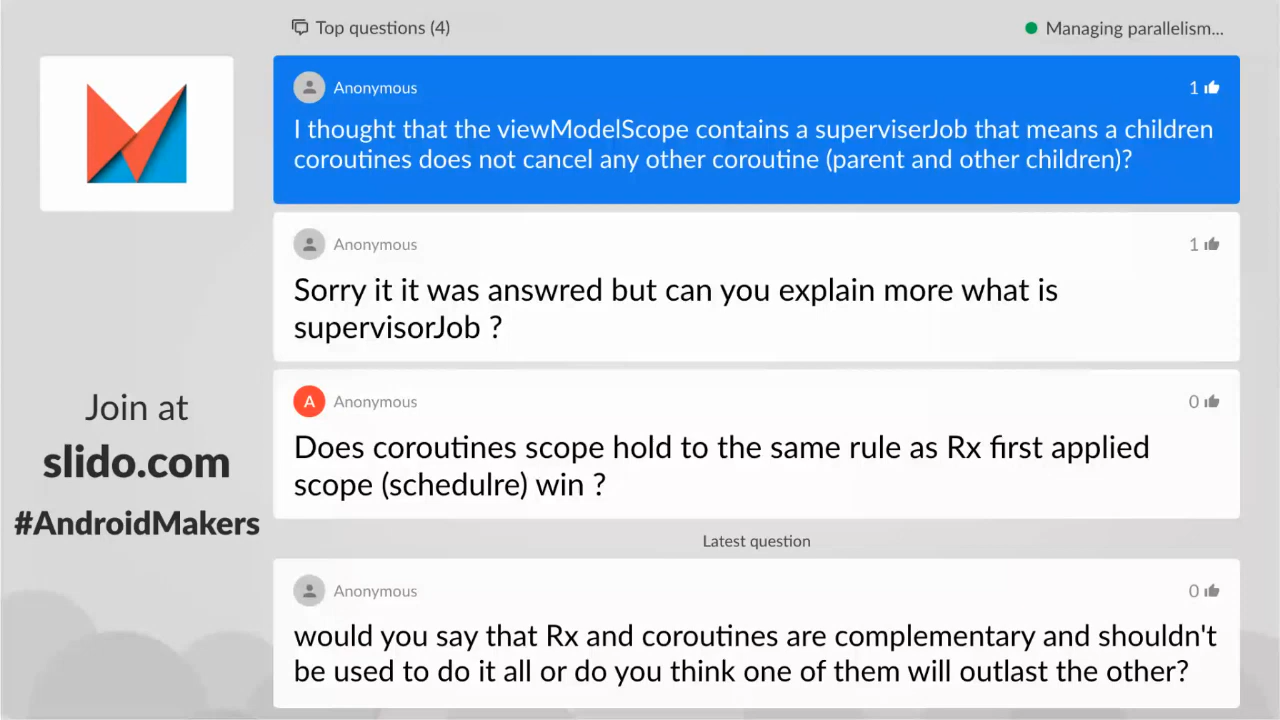 Top questions (4)
Managing parallelism...
Anonymous
1
I thought that the viewModelScope contains a superviserJob that means a children
coroutines does not cancel any other coroutine (parent and other children)?
Anonymous
1
Sorry it it was answred but can you explain more what is
supervisorJob ?
A
Anonymous
0
Does coroutines scope hold to the same rule as Rx first applied
scope (schedulre) win ?
Latest question
Anonymous
0
would you say that Rx and coroutines are complementary and shouldn't
be used to do it all or do you think one of them will outlast the other?
Join at
slido.com
#AndroidMakers